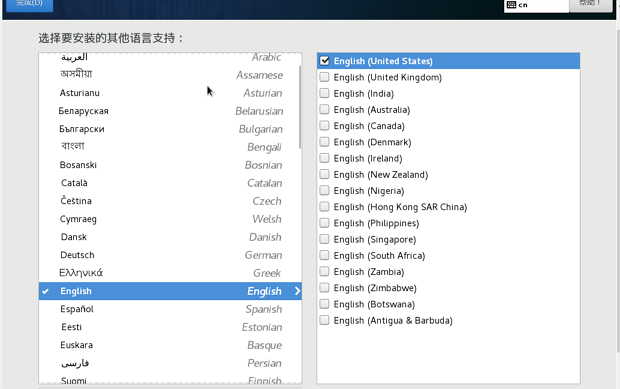 完成(D)
cn
帮助！
选择要安装的其他语言支持：
العربية Arabic
অসমীয়া Assamese
Asturianu Asturian
Беларуская Belarusian
Български Bulgarian
বাংলা Bengali
Bosanski Bosnian
Català Catalan
Čeština Czech
Cymraeg Welsh
Dansk Danish
Deutsch German
Ελληνικά Greek
English English
Español Spanish
Eesti Estonian
Euskara Basque
فارسی Persian
Suomi Finnish
English (United States)
English (United Kingdom)
English (India)
English (Australia)
English (Canada)
English (Denmark)
English (Ireland)
English (New Zealand)
English (Nigeria)
English (Hong Kong SAR China)
English (Philippines)
English (Singapore)
English (South Africa)
English (Zambia)
English (Zimbabwe)
English (Botswana)
English (Antigua & Barbuda)